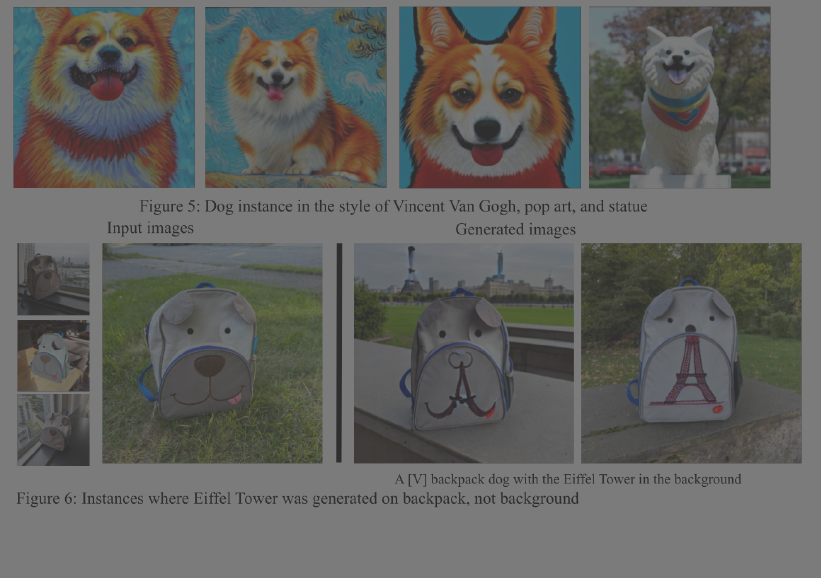 Figure 5: Dog instance in the style of Vincent Van Gogh, pop art, and statue
Input images
Generated images
A [V] backpack dog with the Eiffel Tower in the background
Figure 6: Instances where Eiffel Tower was generated on backpack, not background